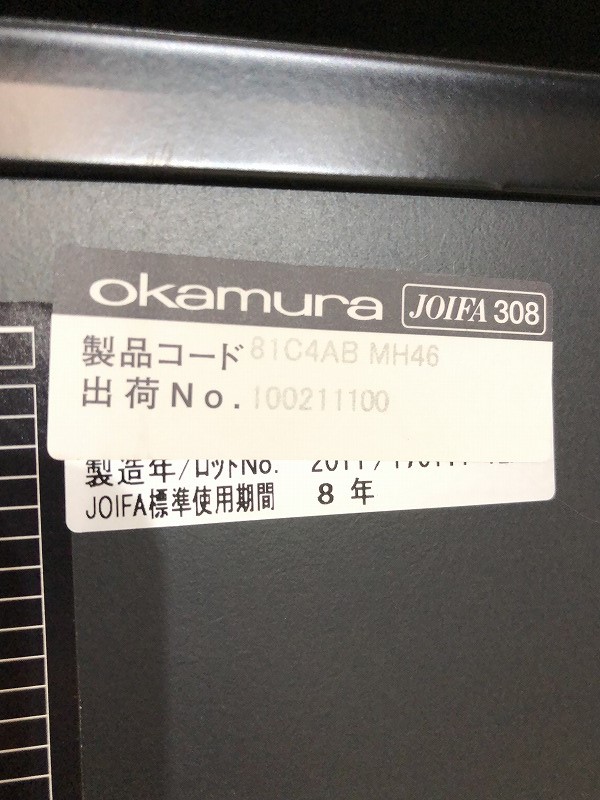 okamura JOIFA 308
製品コード 81C4AB MH46
出荷No. 100211100
製造年/ロットNo.
JOIFA標準使用期間 8 年